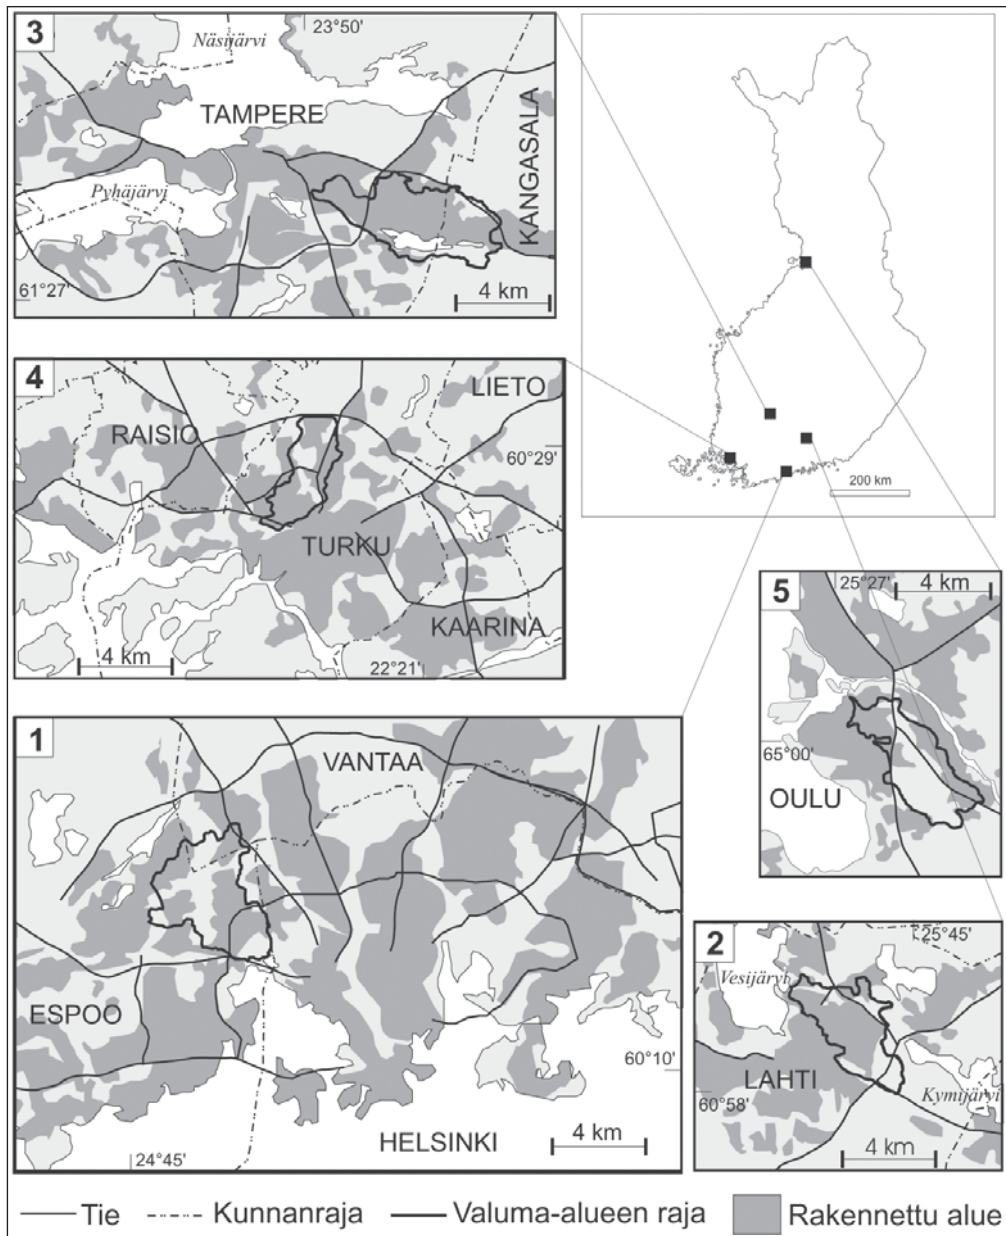 3
23°50'
Näsijärvi
TAMPERE
KANGASALA
Pyhäjärvi
61°27'
4 km
200 km
4
LIETO
RAISIO
60°29'
TURKU
KAARINA
4 km
22°21'
5
25°27'
4 km
65°00'
OULU
1
VANTAA
ESPOO
60°10'
HELSINKI
4 km
24°45'
2
25°45'
Vesijärvi
LAHTI
60°58'
Kymijärvi
4 km
Tie
Kunnanraja
Valuma-alueen raja
Rakennettu alue